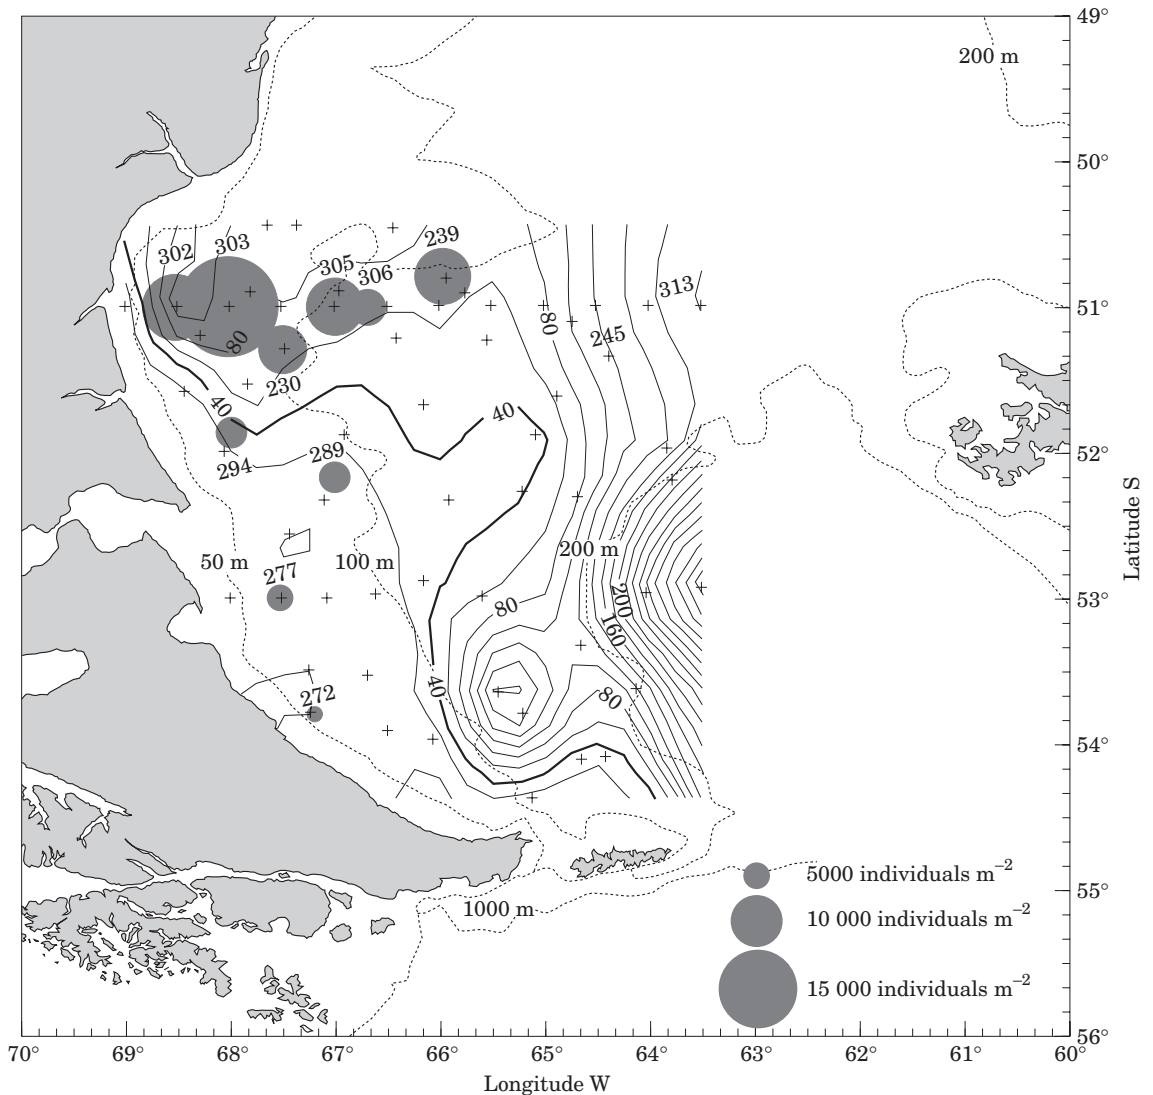 49°
200 m
50°
239
303
302
305
306
313
51°
80
245
80
230
40
40
289
52°
294
Latitude S
200 m
50 m
100 m
277
200
53°
80
160
40
80
272
54°
5000 individuals m⁻²
55°
1000 m
10 000 individuals m⁻²
15 000 individuals m⁻²
56°
70° 69° 68° 67° 66° 65° 64° 63° 62° 61° 60°
Longitude W